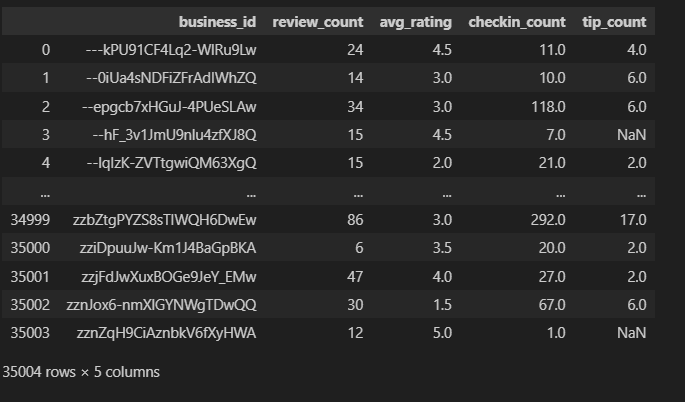 business_id review_count avg_rating checkin_count tip_count
0 ---kPU91CF4Lq2-WlRu9Lw 24 4.5 11.0 4.0
1 --0iUa4sNDFiZFrAdIWhZQ 14 3.0 10.0 6.0
2 --epgcb7xHGuJ-4PUeSLAw 34 3.0 118.0 6.0
3 --hF_3v1JmU9nlu4zfXJ8Q 15 4.5 7.0 NaN
4 --lqIzK-ZVTtgwiQM63XgQ 15 2.0 21.0 2.0
... ... ... ... ... ...
34999 zzbZtgPYZS8sTIWQH6DwEw 86 3.0 292.0 17.0
35000 zziDpuuJw-Km1J4BaGpBKA 6 3.5 20.0 2.0
35001 zzjFdJwXuxBOGe9JeY_EMw 47 4.0 27.0 2.0
35002 zznJox6-nmXlGYNWgTDwQQ 30 1.5 67.0 6.0
35003 zznZqH9CiAznbkV6fXyHWA 12 5.0 1.0 NaN
35004 rows × 5 columns